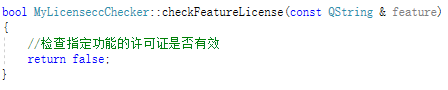 bool MyLicenseccChecker::checkFeatureLicense(const QString & feature)
{
    //检查指定功能的许可证是否有效
    return false;
}